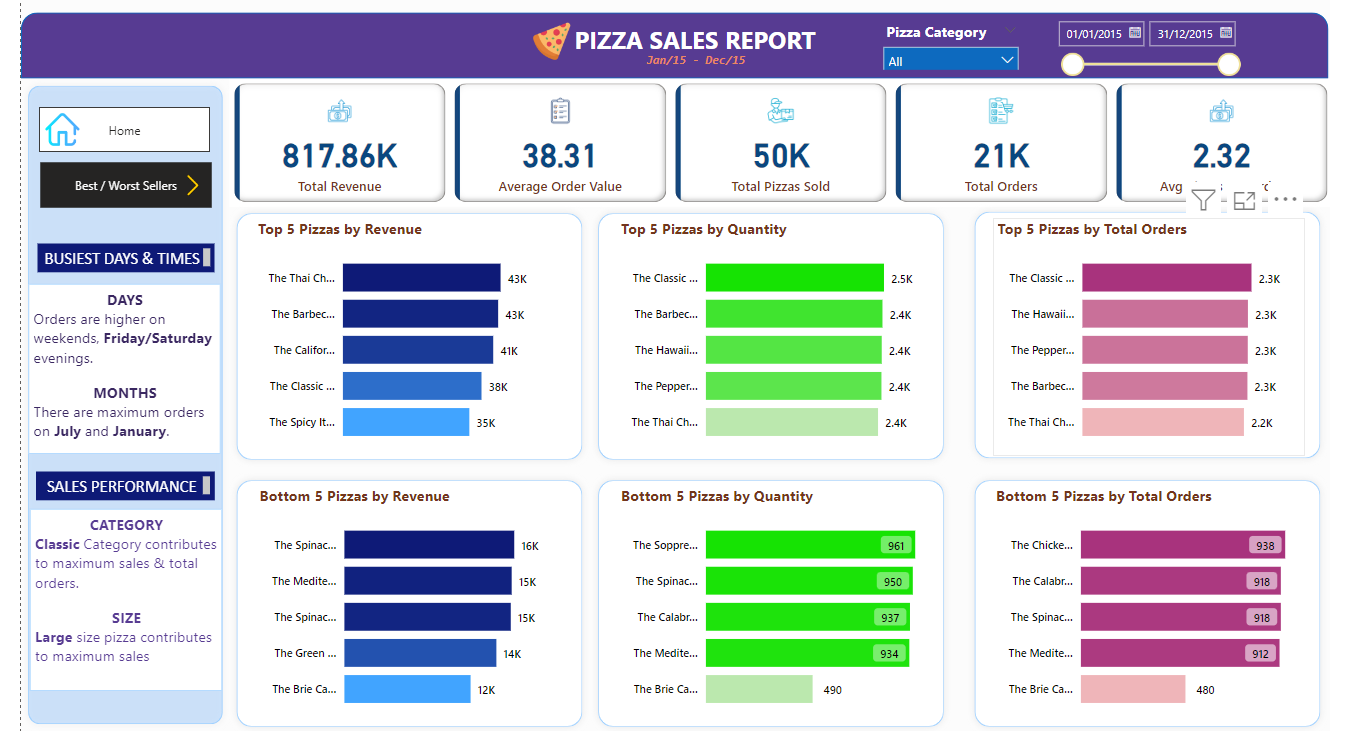 PIZZA SALES REPORT
Jan/15 - Dec/15
Pizza Category
All
01/01/2015
31/12/2015
Home
Best / Worst Sellers
BUSIEST DAYS & TIMES
DAYS
Orders are higher on
weekends, Friday/Saturday
evenings.
MONTHS
There are maximum orders
on July and January.
SALES PERFORMANCE
CATEGORY
Classic Category contributes
to maximum sales & total
orders.
SIZE
Large size pizza contributes
to maximum sales
817.86K
Total Revenue
38.31
Average Order Value
50K
Total Pizzas Sold
21K
Total Orders
2.32
Avg
Top 5 Pizzas by Revenue
The Thai Ch... 43K
The Barbec... 43K
The Califor... 41K
The Classic ... 38K
The Spicy It... 35K
Top 5 Pizzas by Quantity
The Classic ... 2.5K
The Barbec... 2.4K
The Hawaii... 2.4K
The Pepper... 2.4K
The Thai Ch... 2.4K
Top 5 Pizzas by Total Orders
The Classic ... 2.3K
The Hawaii... 2.3K
The Pepper... 2.3K
The Barbec... 2.3K
The Thai Ch... 2.2K
Bottom 5 Pizzas by Revenue
The Spinac... 16K
The Medite... 15K
The Spinac... 15K
The Green ... 14K
The Brie Ca... 12K
Bottom 5 Pizzas by Quantity
The Soppre... 961
The Spinac... 950
The Calabr... 937
The Medite... 934
The Brie Ca... 490
Bottom 5 Pizzas by Total Orders
The Chicke... 938
The Calabr... 918
The Spinac... 918
The Medite... 912
The Brie Ca... 480